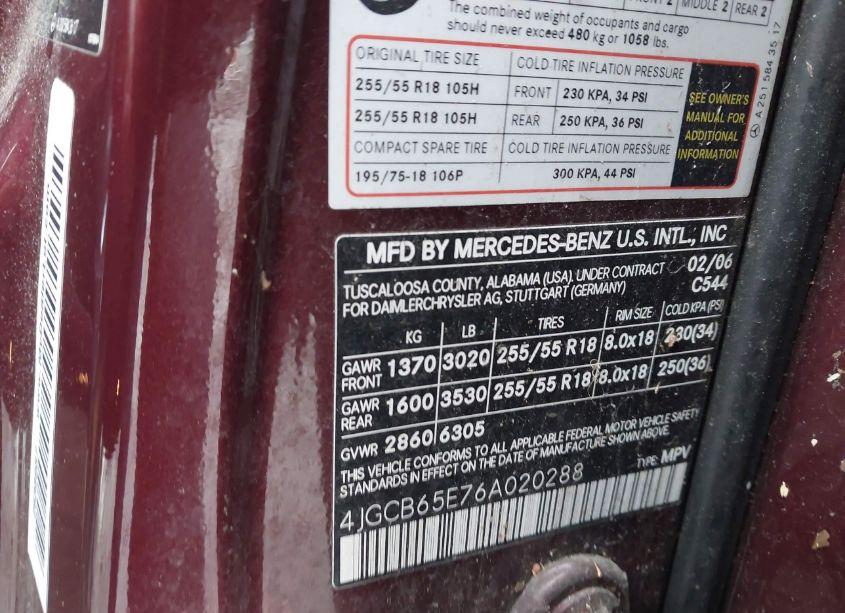 FRONT 2 MIDDLE 2 REAR 2
The combined weight of occupants and cargo
should never exceed 480 kg or 1058 lbs.
ORIGINAL TIRE SIZE COLD TIRE INFLATION PRESSURE
255/55 R18 105H FRONT 230 KPA, 34 PSI
255/55 R18 105H REAR 250 KPA, 36 PSI
COMPACT SPARE TIRE COLD TIRE INFLATION PRESSURE
195/75-18 106P 300 KPA, 44 PSI
SEE OWNER'S
MANUAL FOR
ADDITIONAL
INFORMATION
A 251 584 35 17
MFD BY MERCEDES-BENZ U.S. INTL., INC
TUSCALOOSA COUNTY, ALABAMA (USA). UNDER CONTRACT 02/06
FOR DAIMLERCHRYSLER AG, STUTTGART (GERMANY) C544
KG LB TIRES RIM SIZE COLD KPA (PSI)
GAWR FRONT 1370 3020 255/55 R18 8.0x18 230(34)
GAWR REAR 1600 3530 255/55 R18 8.0x18 250(36)
GVWR 2860 6305
THIS VEHICLE CONFORMS TO ALL APPLICABLE FEDERAL MOTOR VEHICLE SAFETY
STANDARDS IN EFFECT ON THE DATE OF MANUFACTURE SHOWN ABOVE.
4JGCB65E76A020288 TYPE: MPV